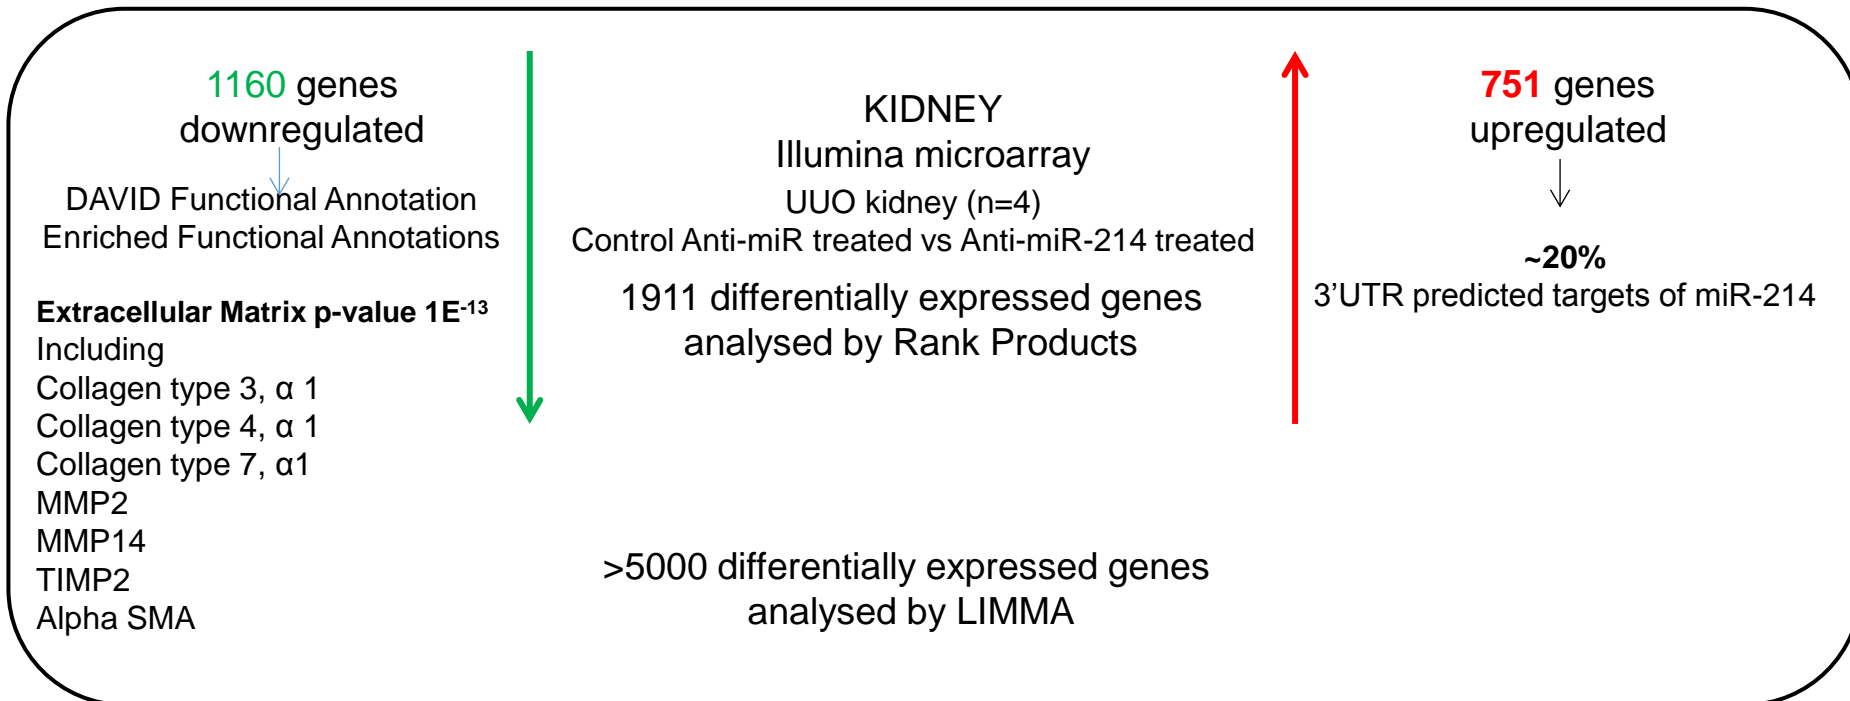 1160 genes
downregulated
DAVID Functional Annotation
Enriched Functional Annotations
Extracellular Matrix p-value 1E-13
Including
Collagen type 3, α 1
Collagen type 4, α 1
Collagen type 7, α1
MMP2
MMP14
TIMP2
Alpha SMA
KIDNEY
Illumina microarray
UUO kidney (n=4)
Control Anti-miR treated vs Anti-miR-214 treated
1911 differentially expressed genes
analysed by Rank Products
>5000 differentially expressed genes
analysed by LIMMA
751 genes
upregulated
~20%
3’UTR predicted targets of miR-214